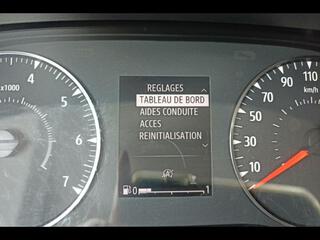 x1000
4
5
6
7
REGLAGES
TABLEAU DE BORD
AIDES CONDUITE
ACCES
REINITIALISATION
0 1
110
90
70
50
30
10
km/h